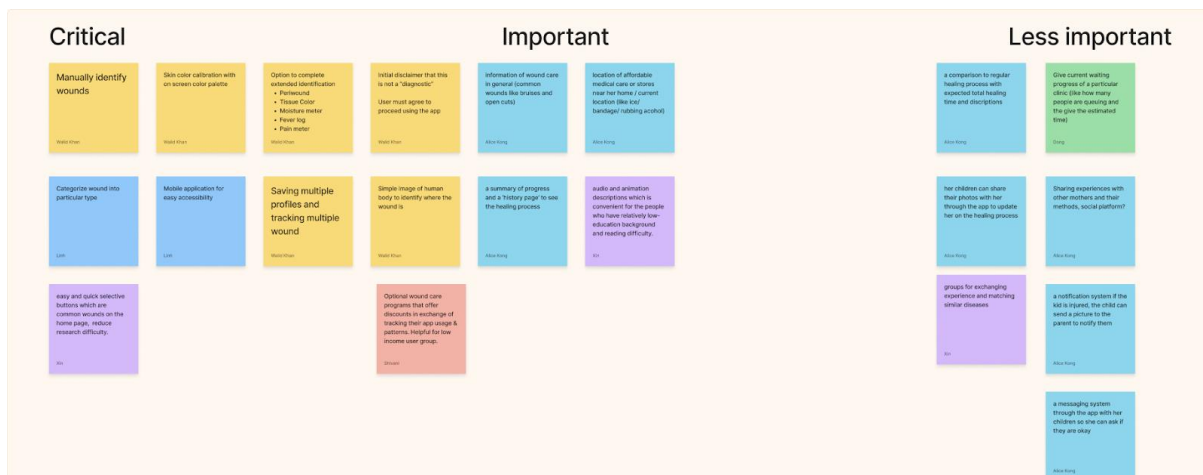 Critical
Important
Less important
Manually identify
wounds
Walid Khan
Skin color calibration with
on screen color palette
Walid Khan
Option to complete
extended identification
• Periwound
• Tissue Color
• Moisture meter
• Fever log
• Pain meter
Walid Khan
Initial disclaimer that this
is not a "diagnostic"
User must agree to
proceed using the app
Walid Khan
information of wound care
in general (common
wounds like bruises and
open cuts)
Alice Kong
location of affordable
medical care or stores
near her home / current
location (like ice/
bandage/ rubbing acohol)
Alice Kong
a comparison to regular
healing process with
expected total healing
time and discriptions
Alice Kong
Give current waiting
progress of a particular
clinic (like how many
people are queuing and
the give the estimated
time)
Dong
Categorize wound into
particular type
Linh
Mobile application for
easy accessibility
Linh
Saving multiple
profiles and
tracking multiple
wound
Walid Khan
Simple image of human
body to identify where the
wound is
Walid Khan
a summary of progress
and a 'history page' to see
the healing process
Alice Kong
audio and animation
descriptions which is
convenient for the people
who have relatively low-
education background
and reading difficulty.
Xin
her children can share
their photos with her
through the app to update
her on the healing process
Alice Kong
Sharing experiences with
other mothers and their
methods, social platform?
Alice Kong
easy and quick selective
buttons which are
common wounds on the
home page, reduce
research difficulty.
Xin
Optional wound care
programs that offer
discounts in exchange of
tracking their app usage &
patterns. Helpful for low
income user group.
groups for exchanging
experience and matching
similar diseases
Xin
a notification system if the
kid is injured, the child can
send a picture to the
parent to notify them
Alice Kong
a messaging system
through the app with her
children so she can ask if
they are okay
Alice Kong